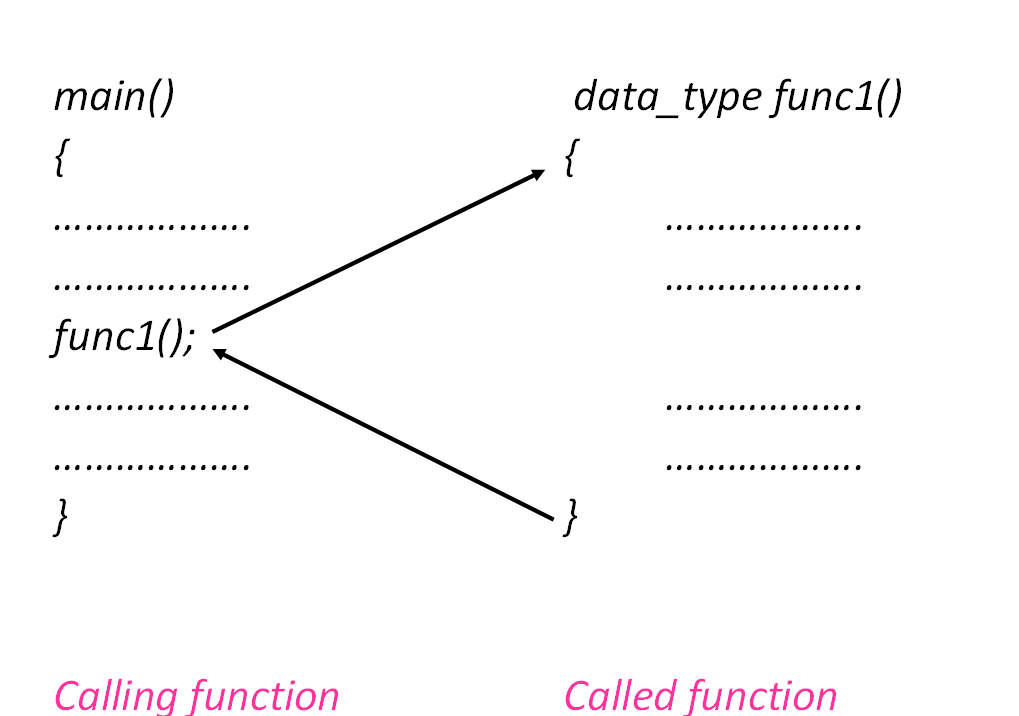 main()
{
………………..
………………..
func1();
………………..
………………..
}
Calling function
data_type func1()
{
………………..
………………..
………………..
………………..
}
Called function